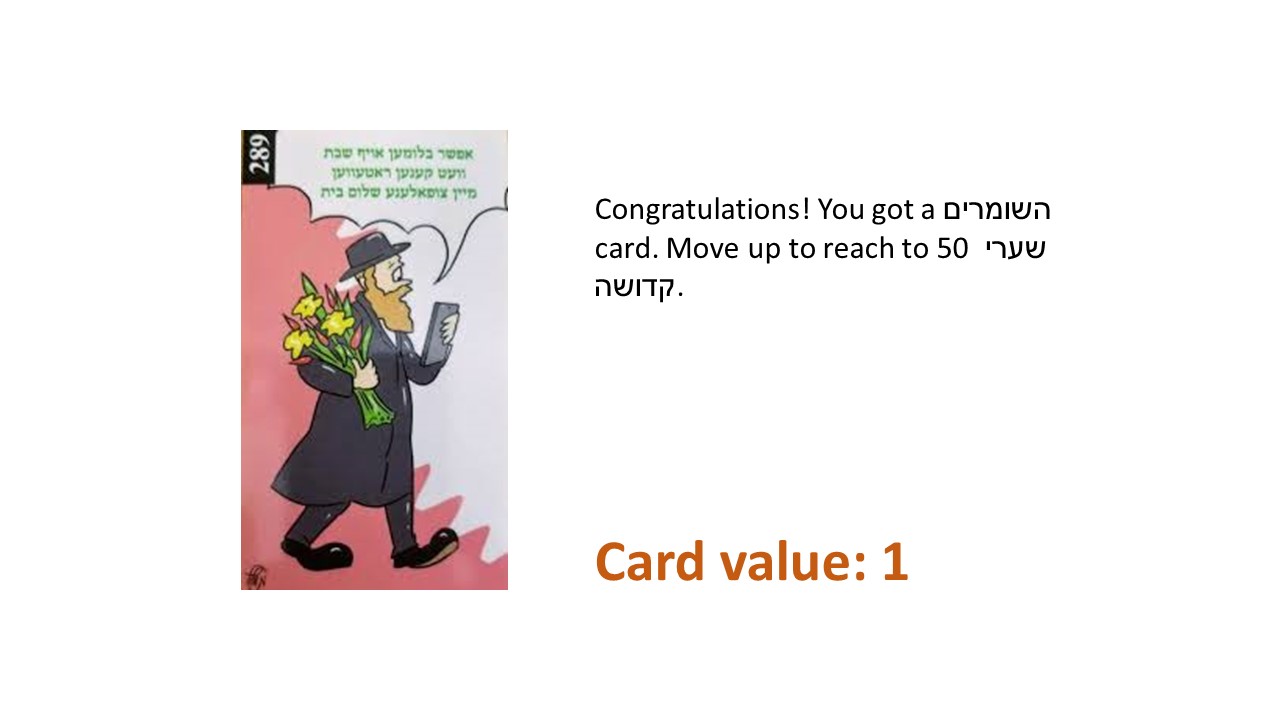 289
אפשר בלומען אויף שבת
וועט קענען ראטעווען
מיין צופאלענע שלום בית
Congratulations! You got a השומרים
card. Move up to reach to 50 שערי
קדושה.
Card value: 1